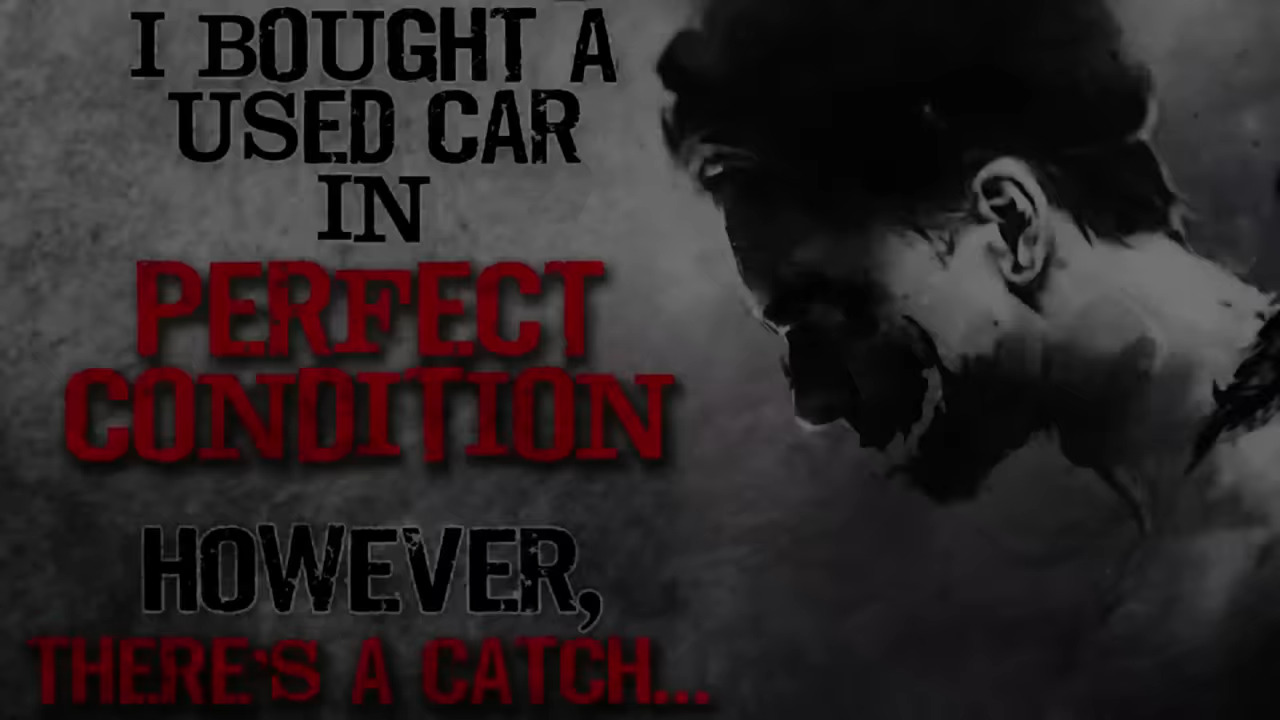 I BOUGHT A
USED CAR
IN
PERFECT
CONDITION
HOWEVER,
THERE'S A CATCH...